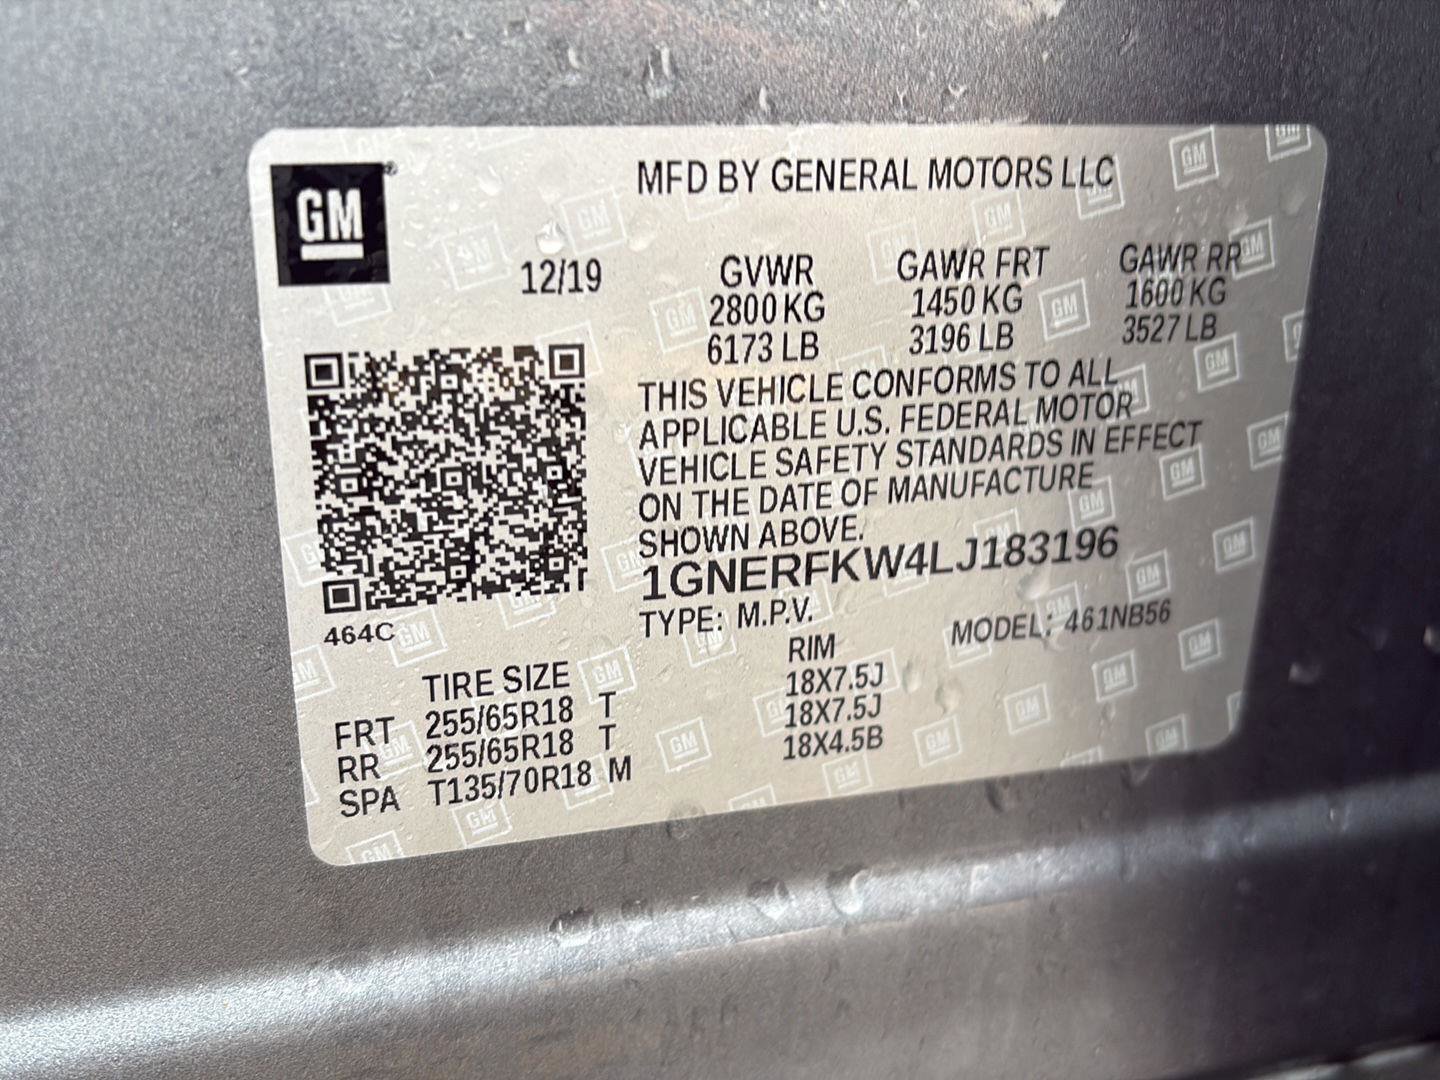 GM
MFD BY GENERAL MOTORS LLC
12/19
GVWR GAWR FRT GAWR RR
2800 KG 1450 KG 1600 KG
6173 LB 3196 LB 3527 LB
THIS VEHICLE CONFORMS TO ALL
APPLICABLE U.S. FEDERAL MOTOR
VEHICLE SAFETY STANDARDS IN EFFECT
ON THE DATE OF MANUFACTURE
SHOWN ABOVE.
1GNERFKW4LJ183196
TYPE: M.P.V. MODEL: 461NB56
464C
TIRE SIZE RIM
FRT 255/65R18 T 18X7.5J
RR 255/65R18 T 18X7.5J
SPA T135/70R18 M 18X4.5B